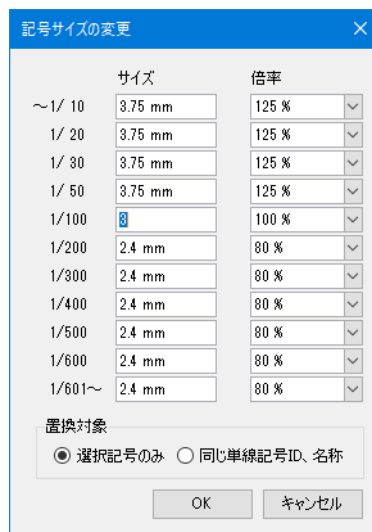 記号サイズの変更
サイズ 倍率
～1/ 10 3.75 mm 125 %
1/ 20 3.75 mm 125 %
1/ 30 3.75 mm 125 %
1/ 50 3.75 mm 125 %
1/100 3 100 %
1/200 2.4 mm 80 %
1/300 2.4 mm 80 %
1/400 2.4 mm 80 %
1/500 2.4 mm 80 %
1/600 2.4 mm 80 %
1/601～ 2.4 mm 80 %
置換対象
選択記号のみ 同じ単線記号ID、名称
OK キャンセル